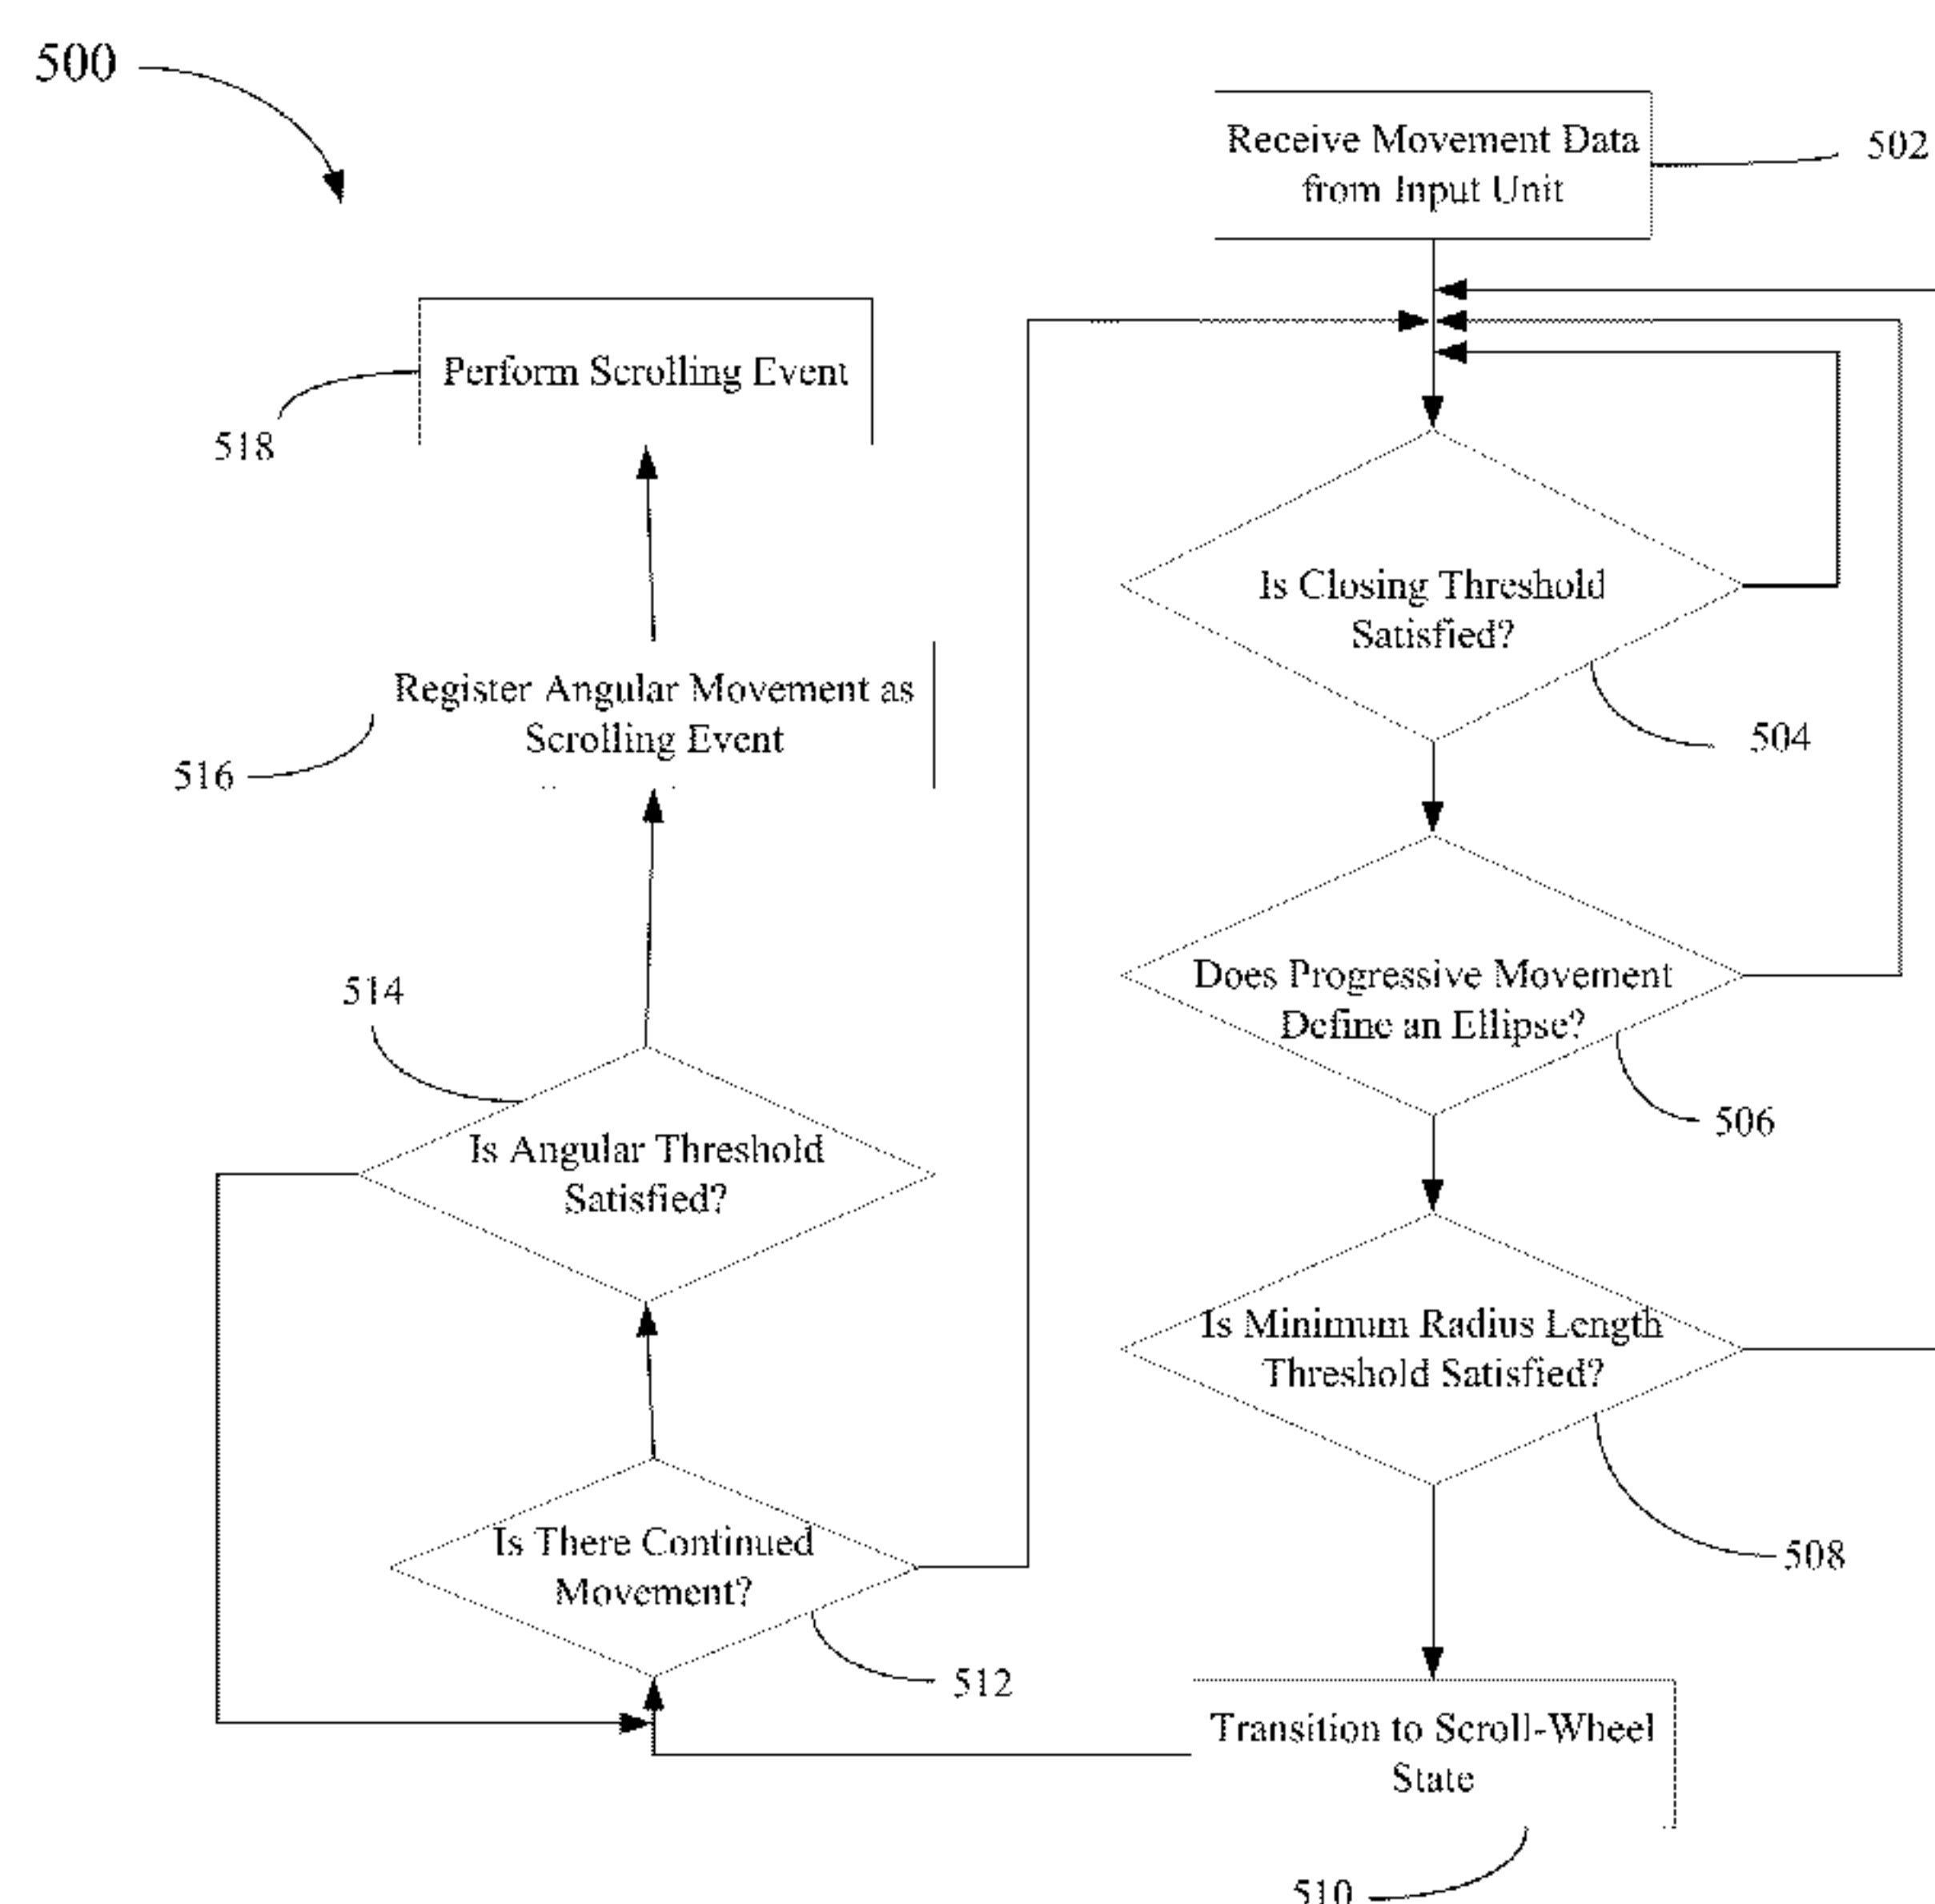 500
Receive Movement Data
from Input Unit
502
Perform Scrolling Event
518
Is Closing Threshold
Satisfied?
504
Register Angular Movement as
Scrolling Event
516
Does Progressive Movement
Define an Ellipse?
506
514
Is Angular Threshold
Satisfied?
Is Minimum Radius Length
Threshold Satisfied?
508
Is There Continued
Movement?
512
Transition to Scroll-Wheel
State
510